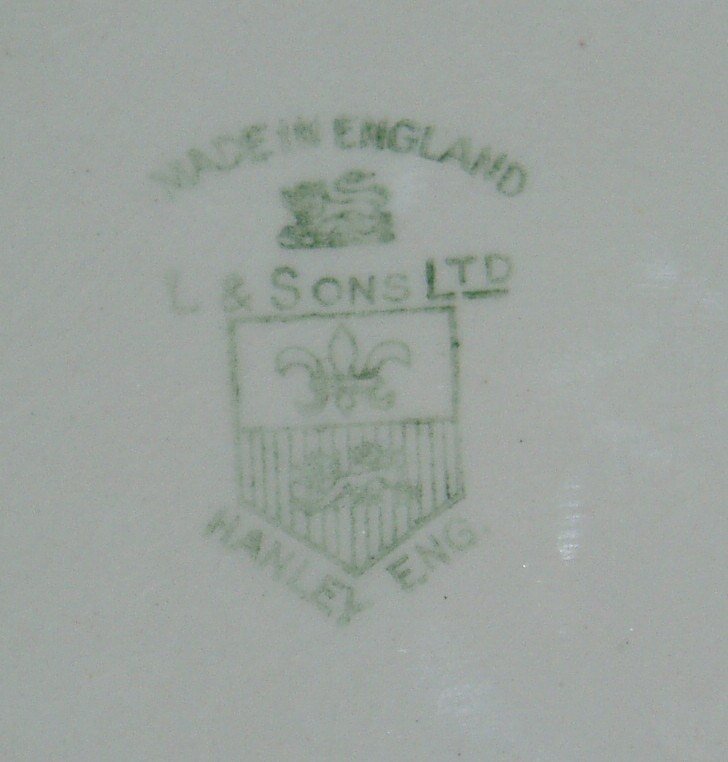 MADE IN ENGLAND
L & SONS LTD
HANLEY ENG.